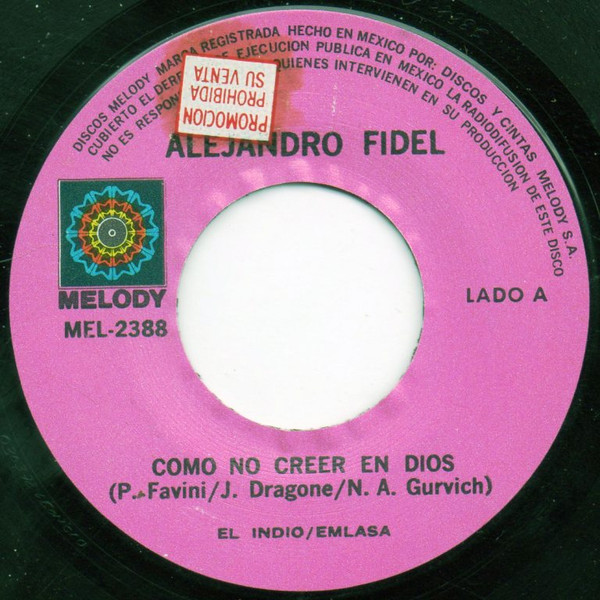 DISCOS MELODY MARCA REGISTRADA HECHO EN MEXICO POR: DISCOS Y CINTAS MELODY S.A.
CUBIERTO EL DERE DE EJECUCION PUBLICA EN MEXICO LA RADIODIFUSION DE ESTE DISCO
NO ES RESPON QUIENES INTERVIENEN EN SU PRODUCCION
PROMOCION
PROHIBIDA
SU VENTA
ALEJANDRO FIDEL
MELODY
MEL-2388
LADO A
COMO NO CREER EN DIOS
(P. Favini/J. Dragone/N. A. Gurvich)
EL INDIO/EMLASA